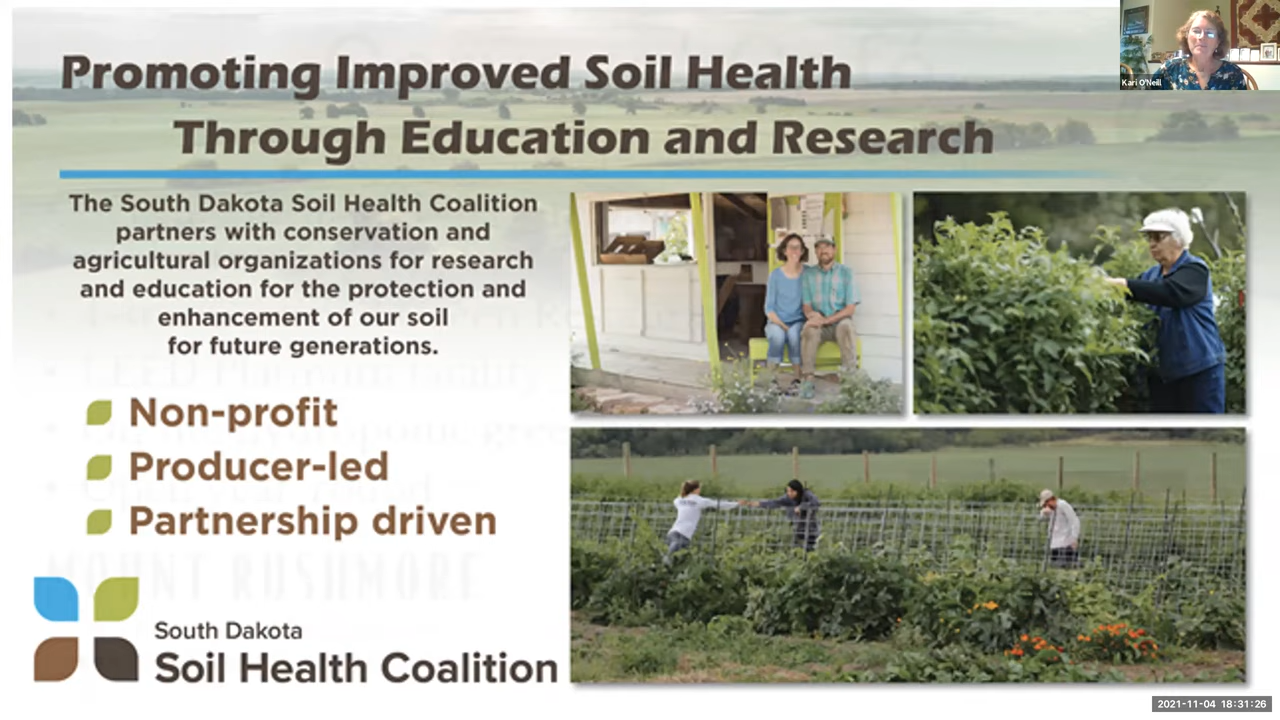 Promoting Improved Soil Health
Through Education and Research
The South Dakota Soil Health Coalition
partners with conservation and
agricultural organizations for research
and education for the protection and
enhancement of our soil
for future generations.
Non-profit
Producer-led
Partnership driven
MOUNT RUSHMORE
South Dakota
Soil Health Coalition
Kari O'Neill
2021-11-04 18:31:26